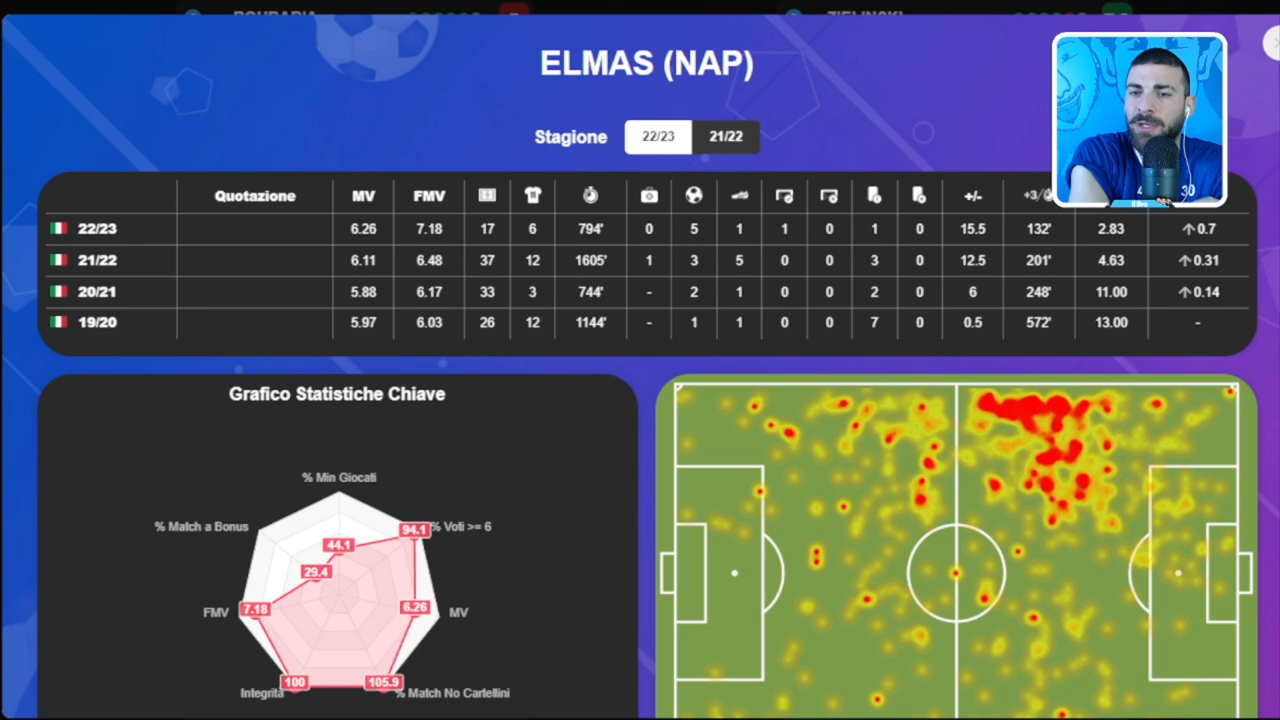 ZIELINSKI
ELMAS (NAP)
Stagione 22/23 21/22
Quotazione MV FMV +/- +3/
22/23 6.26 7.18 17 6 794' 0 5 1 1 0 1 0 15.5 132' 2.83 ↑0.7
21/22 6.11 6.48 37 12 1605' 1 3 5 0 0 3 0 12.5 201' 4.63 ↑0.31
20/21 5.88 6.17 33 3 744' - 2 1 0 0 2 0 6 248' 11.00 ↑0.14
19/20 5.97 6.03 26 12 1144' - 1 1 0 0 7 0 0.5 572' 13.00 -
Grafico Statistiche Chiave
% Min Giocati
% Match a Bonus 94.1 % Voti >= 6
44.1
29.4
FMV 7.18 6.26 MV
100 105.9
Integrità % Match No Cartellini